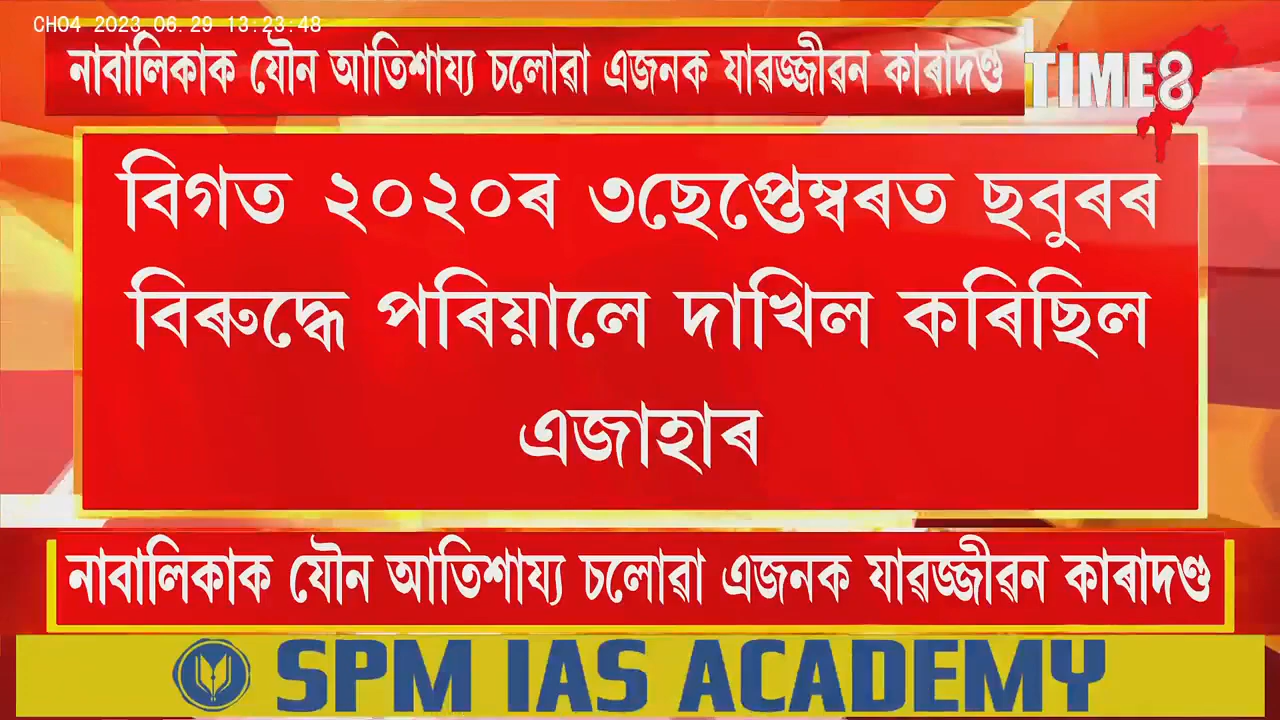 CH04 2023 06 29 13:23:48
নাবালিকাক যৌন আতিশায্য চলোৱা এজনক যাৱজ্জীৱন কাৰাদণ্ড
TIME8
বিগত ২০২০ৰ ৩ছেপ্তেম্বৰত ছবুৰৰ
বিৰুদ্ধে পৰিয়ালে দাখিল কৰিছিল
এজাহাৰ
নাবালিকাক যৌন আতিশায্য চলোৱা এজনক যাৱজ্জীৱন কাৰাদণ্ড
SPM IAS ACADEMY